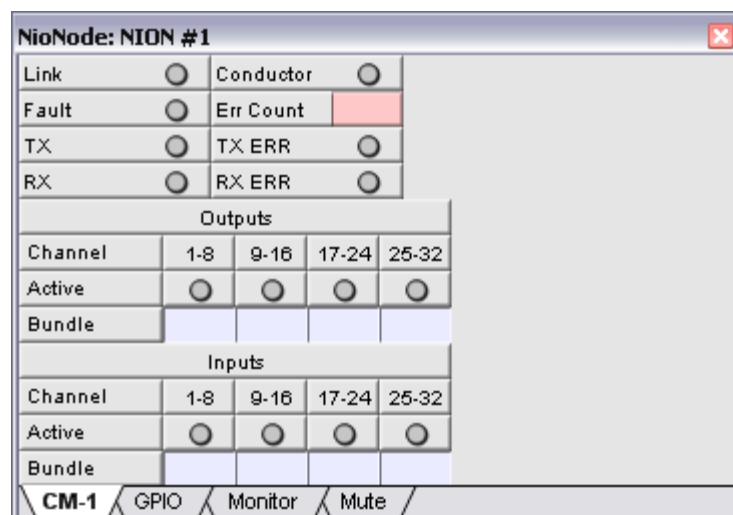 NioNode: NION #1
Link Conductor
Fault Err Count
TX TX ERR
RX RX ERR
Outputs
Channel 1-8 9-16 17-24 25-32
Active
Bundle
Inputs
Channel 1-8 9-16 17-24 25-32
Active
Bundle
CM-1 GPIO Monitor Mute